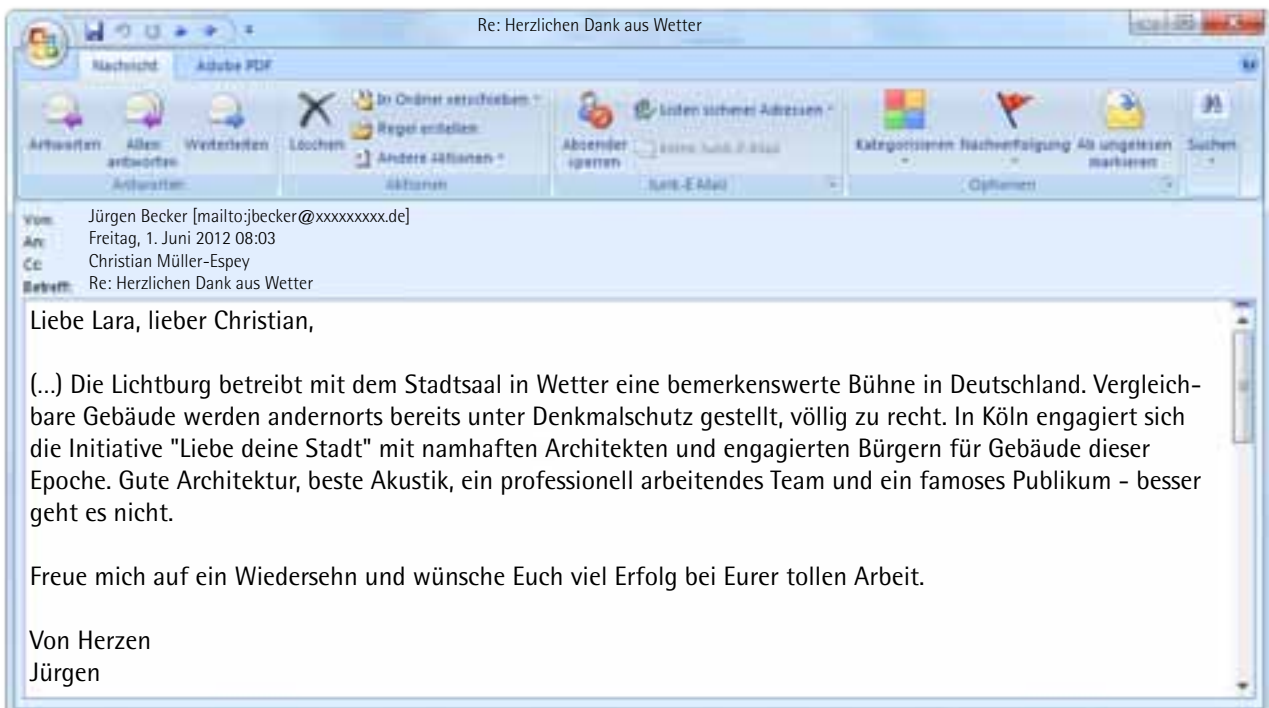 Re: Herzlichen Dank aus Wetter
Nachricht Adobe PDF
Antworten Allen antworten Weiterleiten Löschen In Ordner verschieben Regel erstellen Andere Aktionen Absender sperren Listen sicherer Adressen Keine Junk-E-Mail Kategorisieren Nachverfolgung Als ungelesen markieren Suchen
Antworten Aktionen Junk-E-Mail Optionen
Von: Jürgen Becker [mailto:jbecker@xxxxxxxxx.de]
An: Freitag, 1. Juni 2012 08:03
Cc: Christian Müller-Espey
Betreff: Re: Herzlichen Dank aus Wetter
Liebe Lara, lieber Christian,
(...) Die Lichtburg betreibt mit dem Stadtsaal in Wetter eine bemerkenswerte Bühne in Deutschland. Vergleich-
bare Gebäude werden andernorts bereits unter Denkmalschutz gestellt, völlig zu recht. In Köln engagiert sich
die Initiative "Liebe deine Stadt" mit namhaften Architekten und engagierten Bürgern für Gebäude dieser
Epoche. Gute Architektur, beste Akustik, ein professionell arbeitendes Team und ein famoses Publikum - besser
geht es nicht.
Freue mich auf ein Wiedersehn und wünsche Euch viel Erfolg bei Eurer tollen Arbeit.
Von Herzen
Jürgen